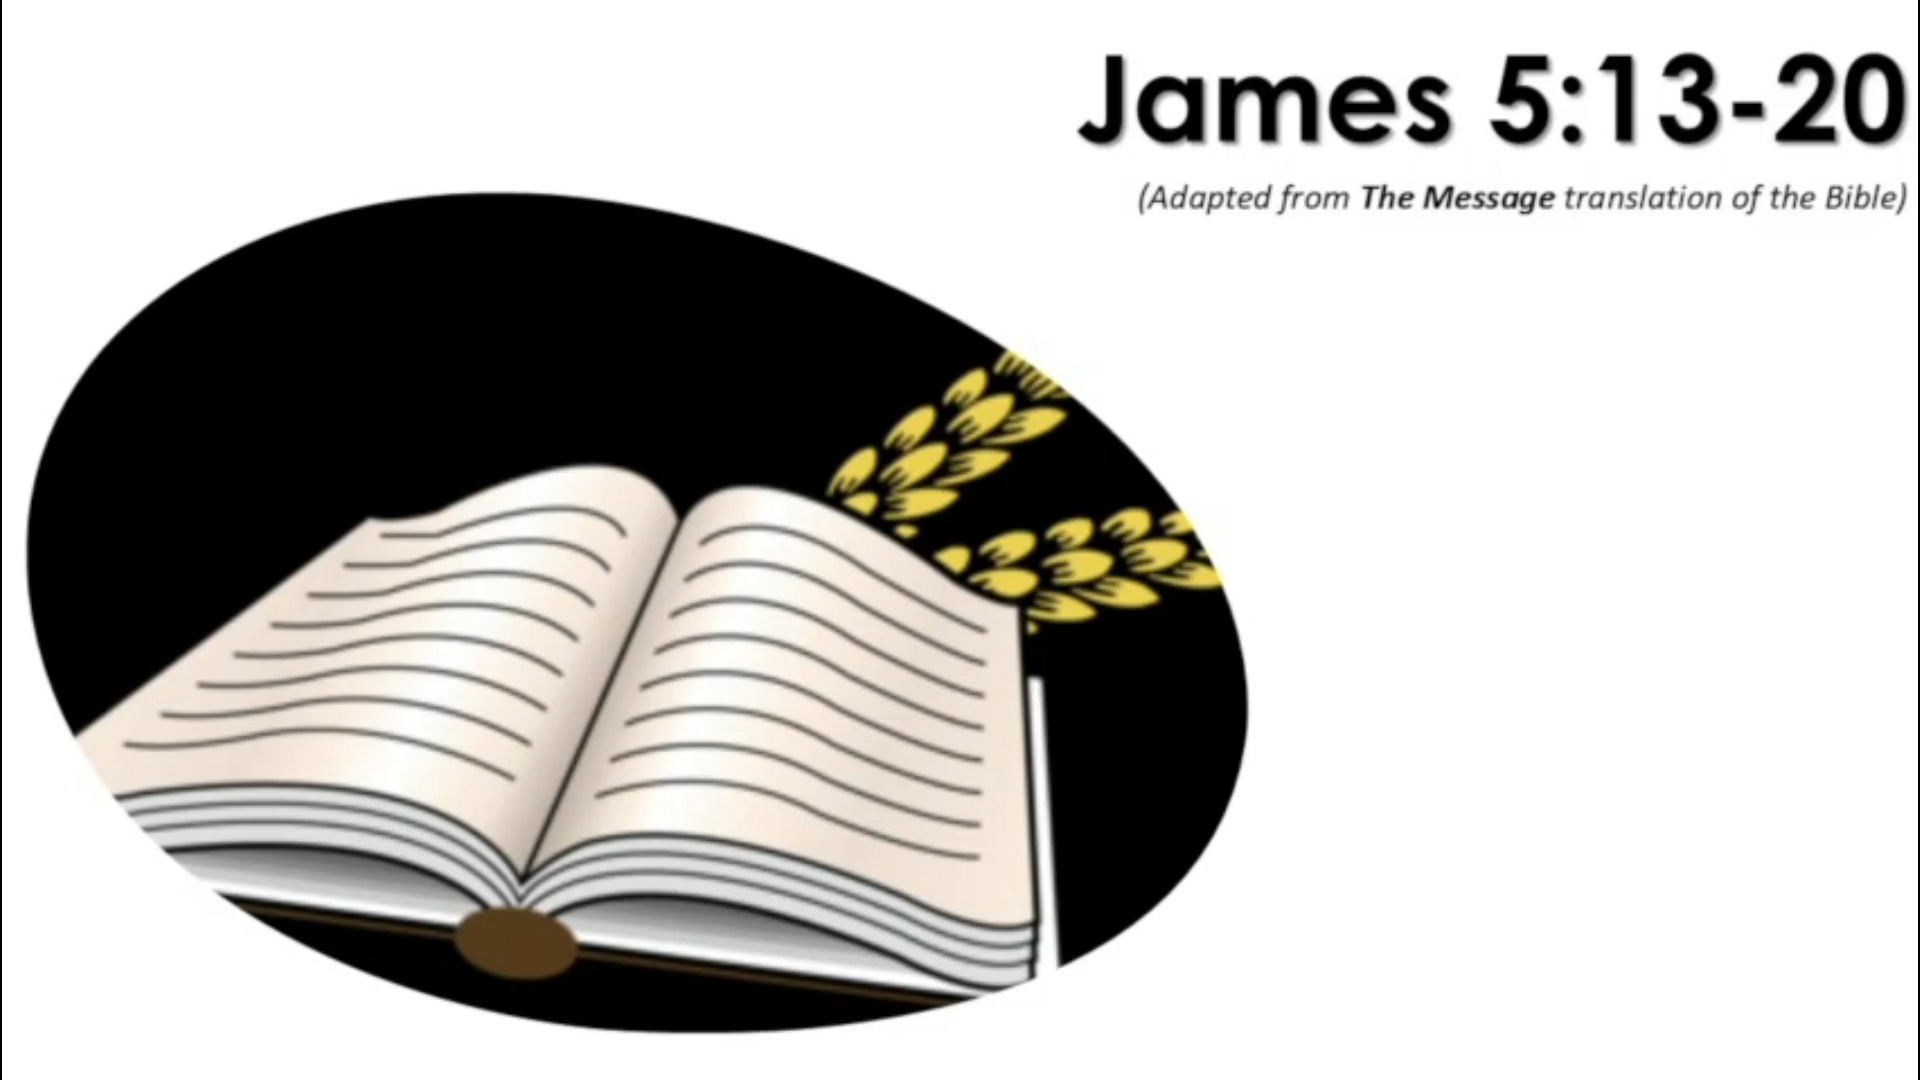 James 5:13-20
(Adapted from The Message translation of the Bible)